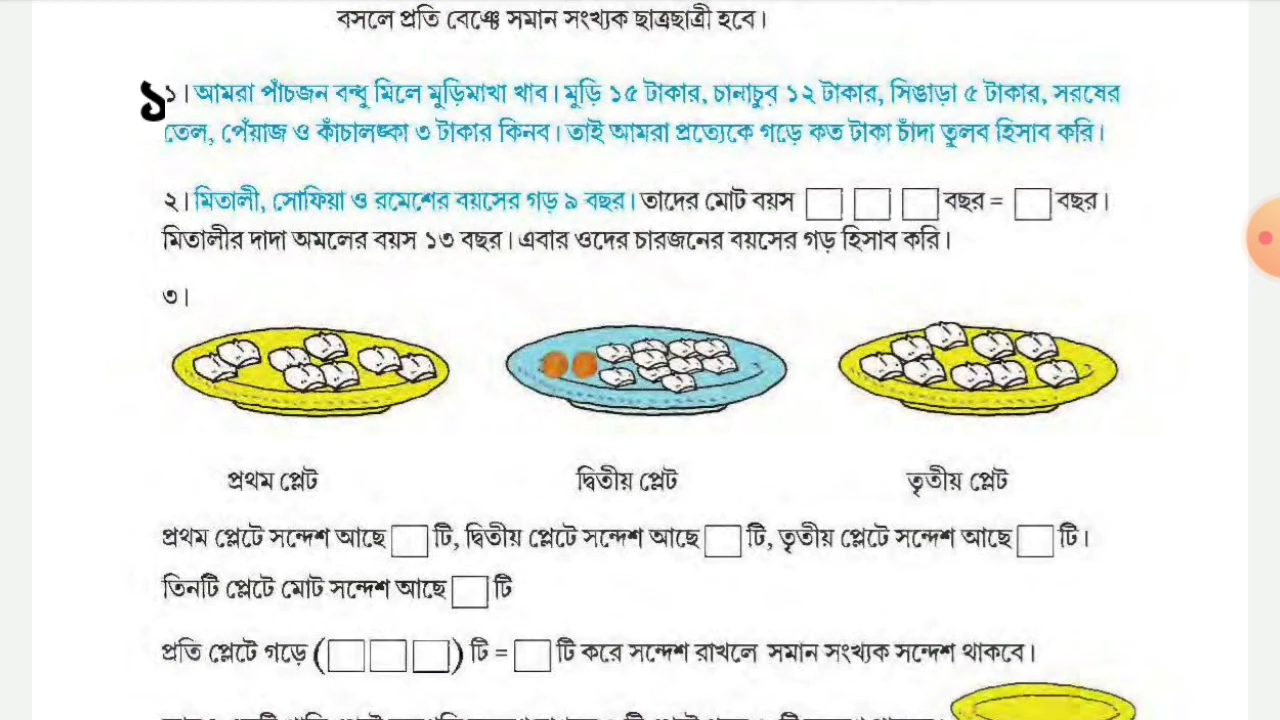 বসলে প্রতি বেঞ্চে সমান সংখ্যক ছাত্রছাত্রী হবে।
১ ১। আমরা পাঁচজন বন্ধু মিলে মুড়িমাখা খাব। মুড়ি ১৫ টাকার, চানাচুর ১২ টাকার, সিঙাড়া ৫ টাকার, সরষের
তেল, পেঁয়াজ ও কাঁচালঙ্কা ৩ টাকার কিনব। তাই আমরা প্রত্যেকে গড়ে কত টাকা চাঁদা তুলব হিসাব করি।
২। মিতালী, সোফিয়া ও রমেশের বয়সের গড় ৯ বছর। তাদের মোট বয়স □ □ □ বছর = □ বছর।
মিতালীর দাদা অমলের বয়স ১৩ বছর। এবার ওদের চারজনের বয়সের গড় হিসাব করি।
৩।
প্রথম প্লেট দ্বিতীয় প্লেট তৃতীয় প্লেট
প্রথম প্লেটে সন্দেশ আছে □ টি, দ্বিতীয় প্লেটে সন্দেশ আছে □ টি, তৃতীয় প্লেটে সন্দেশ আছে □ টি।
তিনটি প্লেটে মোট সন্দেশ আছে □ টি
প্রতি প্লেটে গড়ে (□ □ □) টি = □ টি করে সন্দেশ রাখলে সমান সংখ্যক সন্দেশ থাকবে।